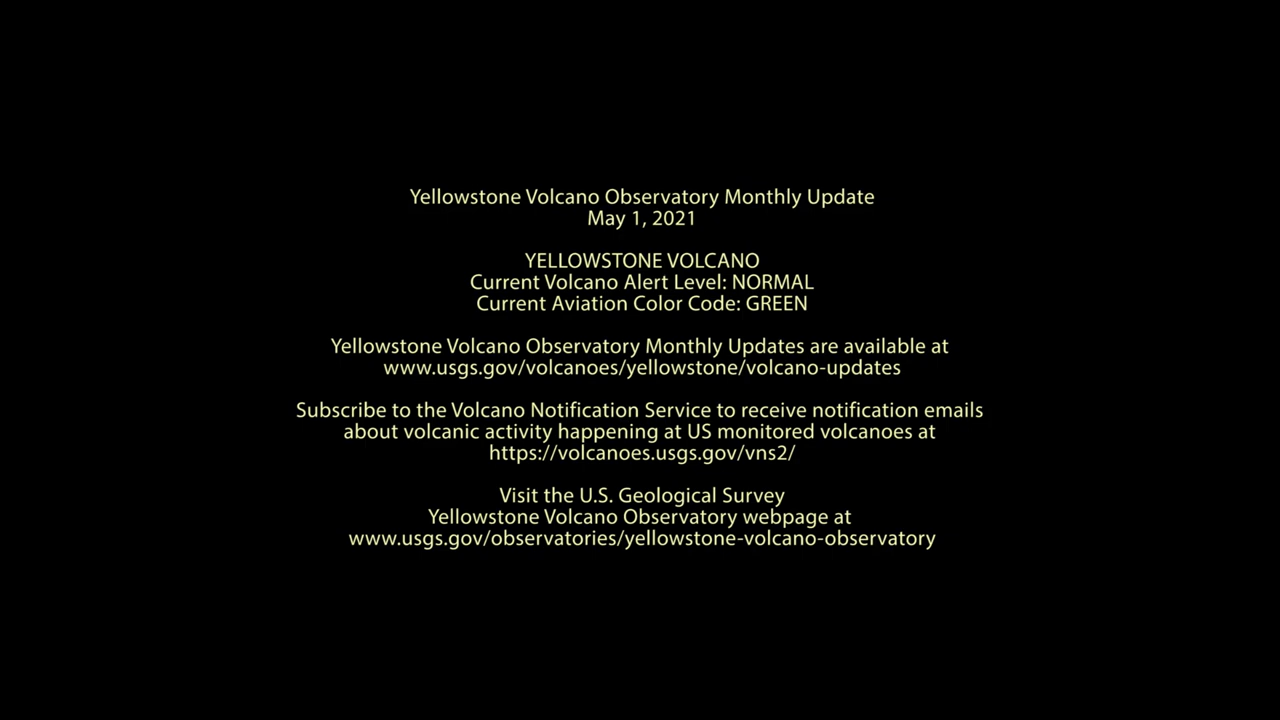 Yellowstone Volcano Observatory Monthly Update
May 1, 2021
YELLOWSTONE VOLCANO
Current Volcano Alert Level: NORMAL
Current Aviation Color Code: GREEN
Yellowstone Volcano Observatory Monthly Updates are available at
www.usgs.gov/volcanoes/yellowstone/volcano-updates
Subscribe to the Volcano Notification Service to receive notification emails
about volcanic activity happening at US monitored volcanoes at
https://volcanoes.usgs.gov/vns2/
Visit the U.S. Geological Survey
Yellowstone Volcano Observatory webpage at
www.usgs.gov/observatories/yellowstone-volcano-observatory